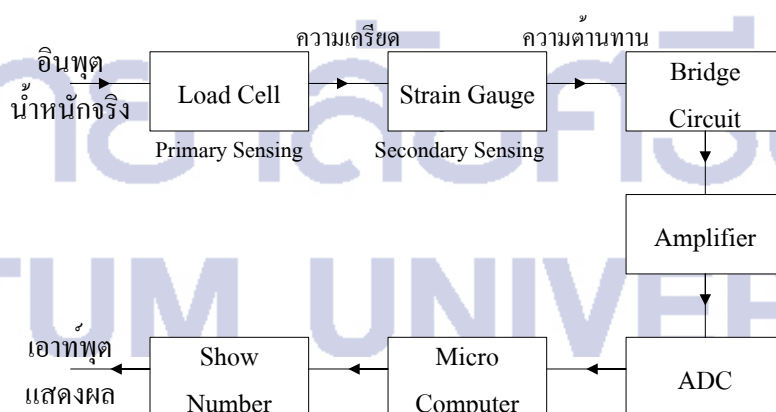 ความเครียด
ความต้านทาน
อินพุต
น้ำหนักจริง
Load Cell
Strain Gauge
Bridge
Circuit
Primary Sensing
Secondary Sensing
Amplifier
เอาท์พุต
แสดงผล
Show
Number
Micro
Computer
ADC